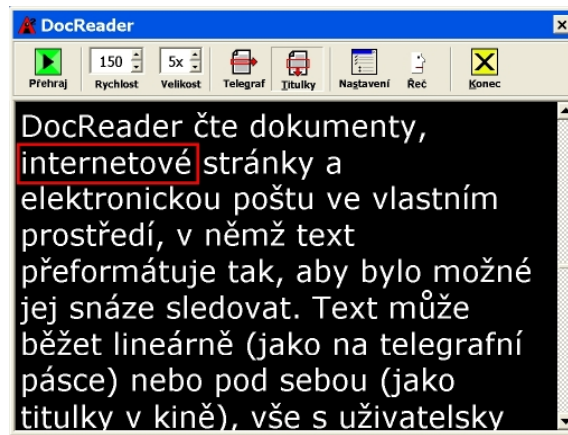 DocReader
150 5x
Přehraj Rychlost Velikost Telegraf Titulky Nastavení Řeč Konec
DocReader čte dokumenty,
internetové stránky a
elektronickou poštu ve vlastním
prostředí, v němž text
přeformátuje tak, aby bylo možné
jej snáze sledovat. Text může
běžet lineárně (jako na telegrafní
pásce) nebo pod sebou (jako
titulky v kině), vše s uživatelsky